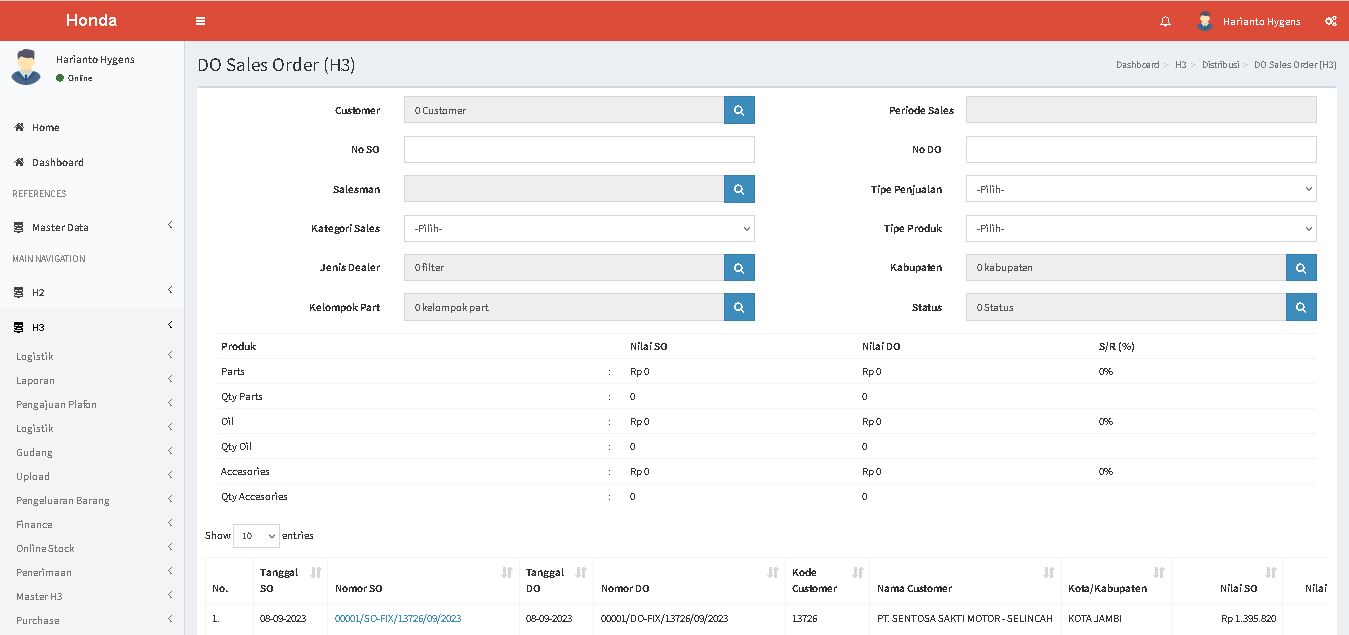 Honda
Harianto Hygens
Harianto Hygens
Online
DO Sales Order (H3)
Dashboard > H3 > Distribusi > DO Sales Order (H3)
Home
Dashboard
REFERENCES
Master Data
MAIN NAVIGATION
H2
H3
Logistik
Laporan
Pengajuan Plafon
Logistik
Gudang
Upload
Pengeluaran Barang
Finance
Online Stock
Penerimaan
Master H3
Purchase
Customer 0 Customer Periode Sales
No SO No DO
Salesman Tipe Penjualan -Pilih-
Kategori Sales -Pilih- Tipe Produk -Pilih-
Jenis Dealer 0 filter Kabupaten 0 kabupaten
Kelompok Part 0 kelompok part Status 0 Status
Produk Nilai SO Nilai DO S/R (%)
Parts : Rp 0 Rp 0 0%
Qty Parts : 0 0
Oil : Rp 0 Rp 0 0%
Qty Oil : 0 0
Accesories : Rp 0 Rp 0 0%
Qty Accesories : 0 0
Show 10 entries
No. Tanggal SO Nomor SO Tanggal DO Nomor DO Kode Customer Nama Customer Kota/Kabupaten Nilai SO Nilai
1. 08-09-2023 00001/SO-FIX/13726/09/2023 08-09-2023 00001/DO-FIX/13726/09/2023 13726 PT. SENTOSA SAKTI MOTOR - SELINCAH KOTA JAMBI Rp 1.395.820